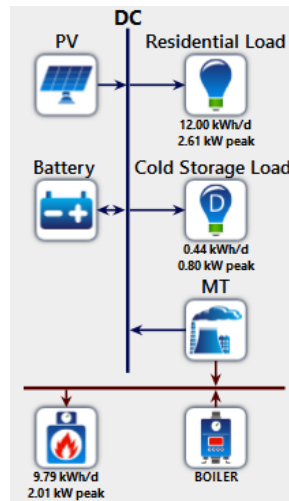 DC
PV
Residential Load
12.00 kWh/d
2.61 kW peak
Battery
Cold Storage Load
D
0.44 kWh/d
0.80 kW peak
MT
9.79 kWh/d
2.01 kW peak
BOILER